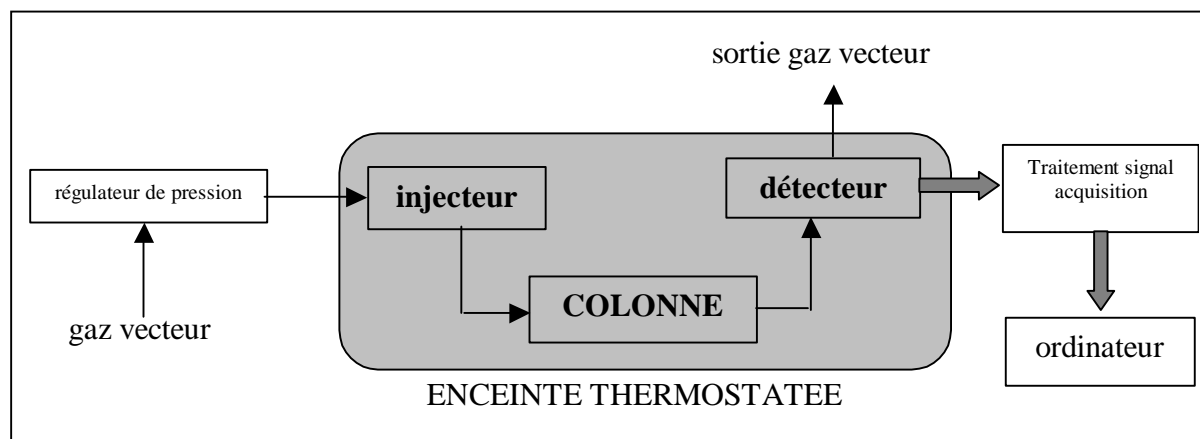 sortie gaz vecteur
régulateur de pression
injecteur
détecteur
Traitement signal
acquisition
COLONNE
gaz vecteur
ordinateur
ENCEINTE THERMOSTATEE